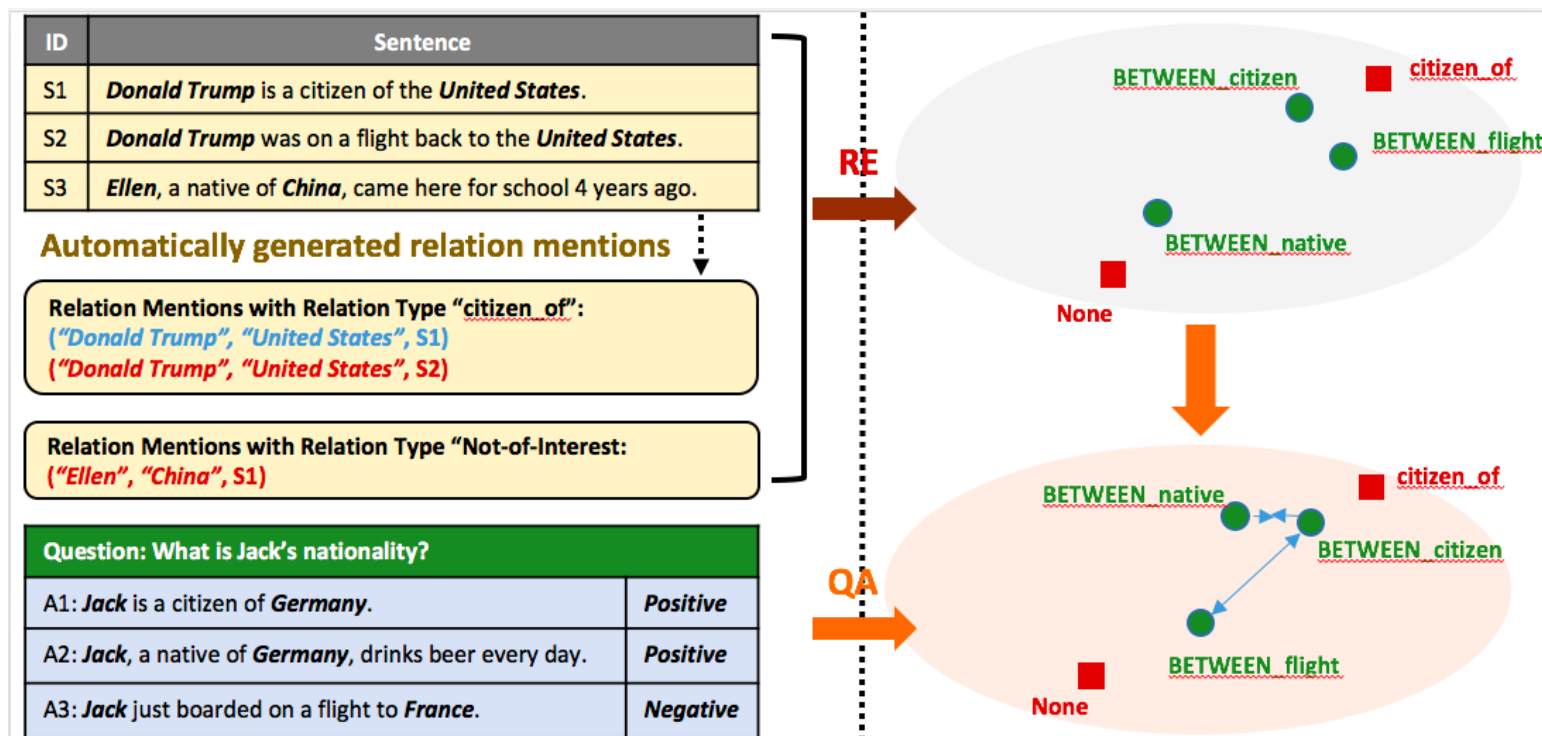 ID Sentence
S1 Donald Trump is a citizen of the United States.
S2 Donald Trump was on a flight back to the United States.
S3 Ellen, a native of China, came here for school 4 years ago.
Automatically generated relation mentions
Relation Mentions with Relation Type “citizen_of”:
(“Donald Trump”, “United States”, S1)
(“Donald Trump”, “United States”, S2)
Relation Mentions with Relation Type “Not-of-Interest:
(“Ellen”, “China”, S1)
Question: What is Jack’s nationality?
A1: Jack is a citizen of Germany. Positive
A2: Jack, a native of Germany, drinks beer every day. Positive
A3: Jack just boarded on a flight to France. Negative
RE
QA
citizen_of
BETWEEN_citizen
BETWEEN_flight
BETWEEN_native
None
citizen_of
BETWEEN_native
BETWEEN_citizen
BETWEEN_flight
None